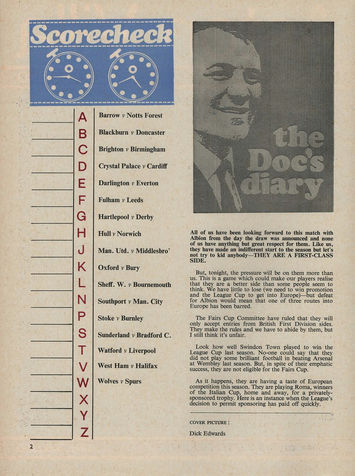 Scorecheck
A Barrow v Notts Forest
B Blackburn v Doncaster
C Brighton v Birmingham
D Crystal Palace v Cardiff
E Darlington v Everton
F Fulham v Leeds
G Hartlepool v Derby
H Hull v Norwich
J Man. Utd. v Middlesbro'
K Oxford v Bury
L Sheff. W. v Bournemouth
N Southport v Man. City
P Stoke v Burnley
S Sunderland v Bradford C.
T Watford v Liverpool
V West Ham v Halifax
W Wolves v Spurs
X
Y
Z
2
the
Doc's
diary
All of us have been looking forward to this match with
Albion from the day the draw was announced and none
of us have anything but great respect for them. Like us,
they have made an indifferent start to the season but let's
not try to kid anybody—THEY ARE A FIRST-CLASS
SIDE.
But, tonight, the pressure will be on them more than
us. This is a game which could make our players realise
that they are a better side than some people seem to
think. We have little to lose (we need to win promotion
and the League Cup to get into Europe)—but defeat
for Albion would mean that one of three routes into
Europe has been barred.
The Fairs Cup Committee have ruled that they will
only accept entries from British First Division sides.
They make the rules and we have to abide by them, but
I still think it's unfair.
Look how well Swindon Town played to win the
League Cup last season. No-one could say that they
did not play some brilliant football in beating Arsenal
at Wembley last season. But, in spite of their emphatic
success, they are not eligible for the Fairs Cup.
As it happens, they are having a taste of European
competition this season. They are playing Roma, winners
of the Italian Cup, home and away, for a privately-
sponsored trophy. Here is an instance when the League's
decision to permit sponsoring has paid off quickly.
COVER PICTURE:
Dick Edwards